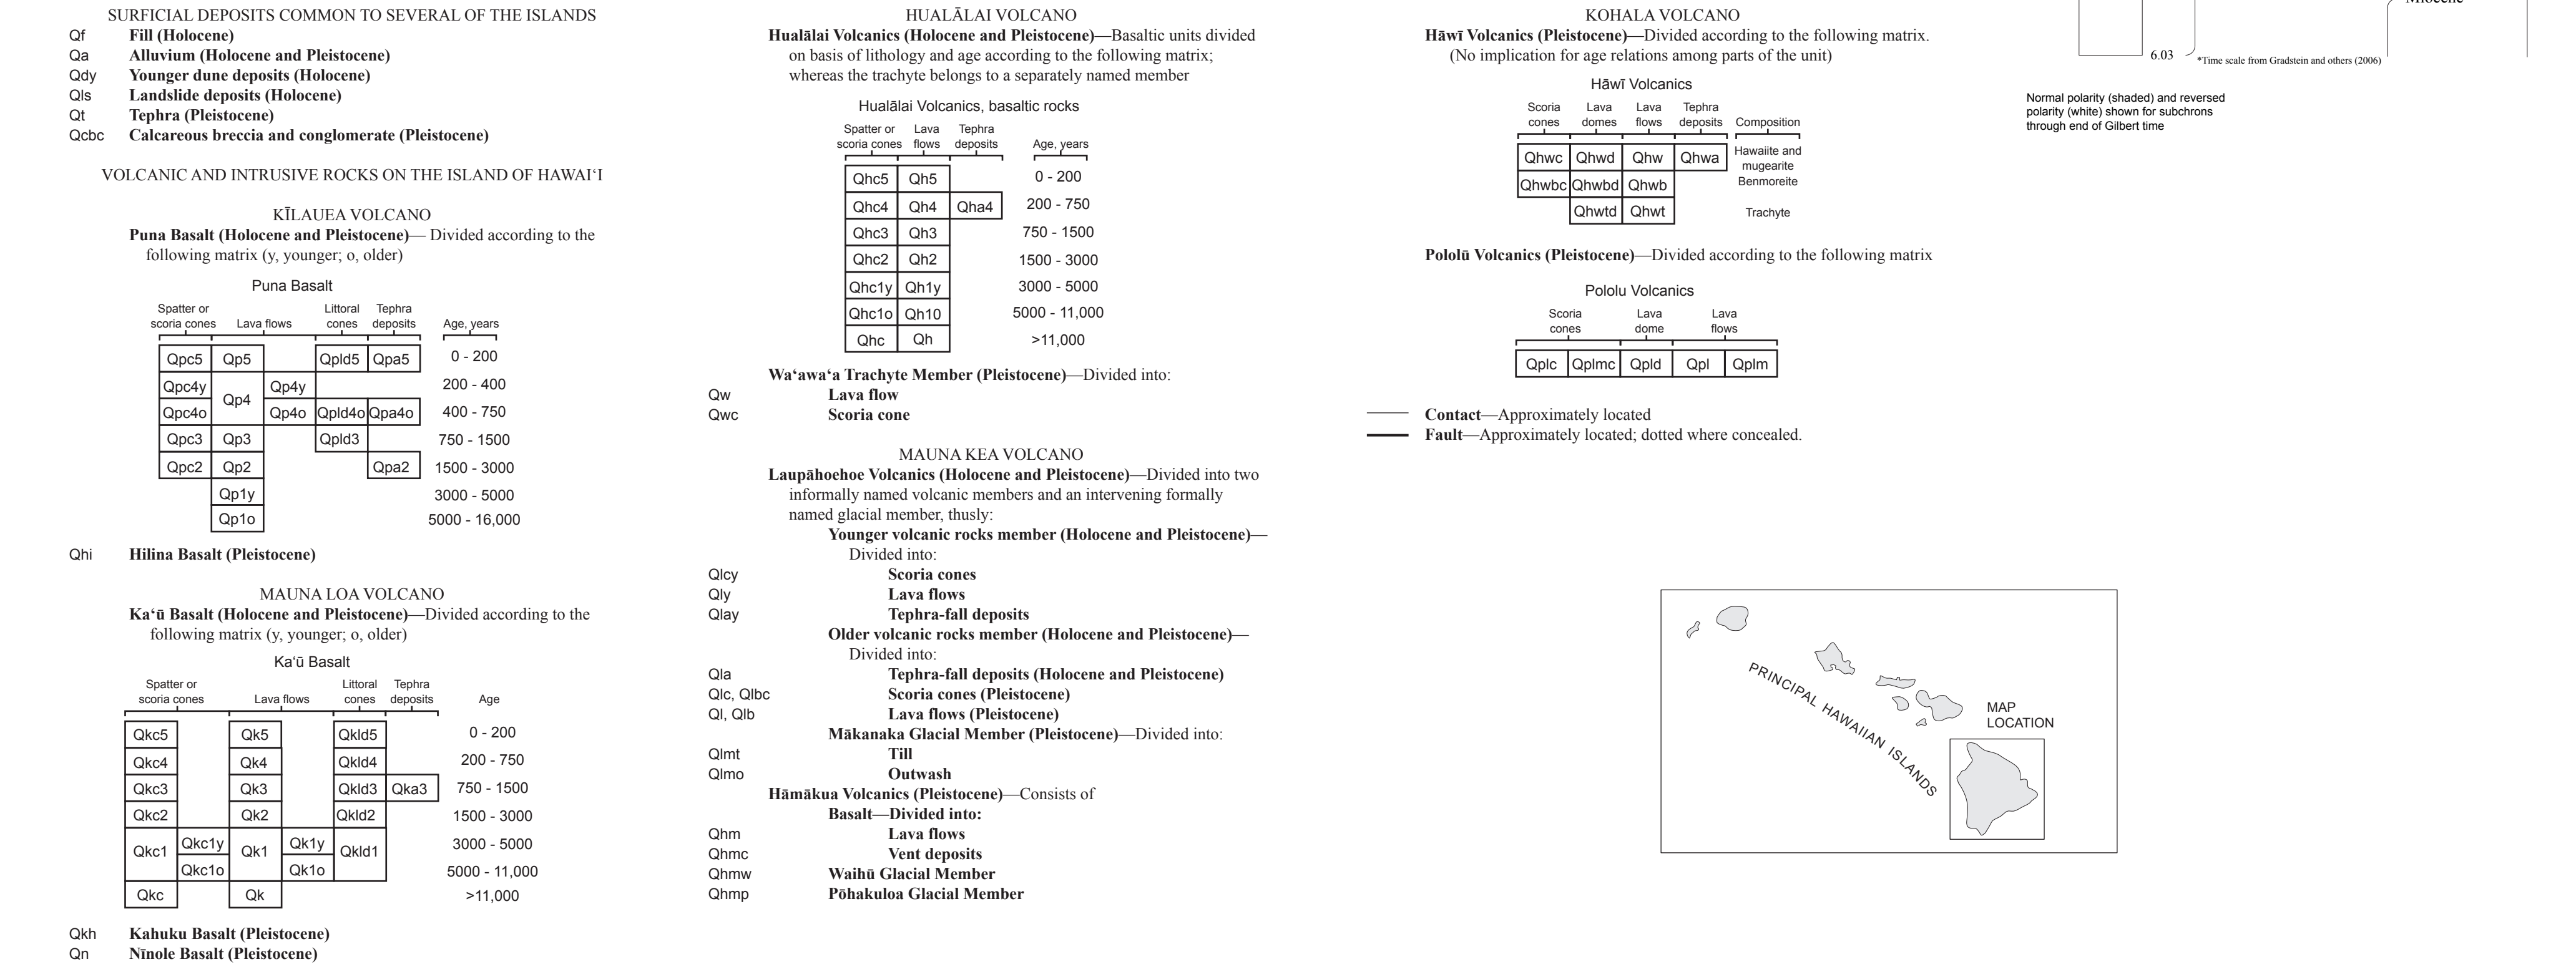 SURFICIAL DEPOSITS COMMON TO SEVERAL OF THE ISLANDS
Qf Fill (Holocene)
Qa Alluvium (Holocene and Pleistocene)
Qdy Younger dune deposits (Holocene)
Qls Landslide deposits (Holocene)
Qt Tephra (Pleistocene)
Qcbc Calcareous breccia and conglomerate (Pleistocene)
VOLCANIC AND INTRUSIVE ROCKS ON THE ISLAND OF HAWAI‘I
KĪLAUEA VOLCANO
Puna Basalt (Holocene and Pleistocene)— Divided according to the
following matrix (y, younger; o, older)
Puna Basalt
Spatter or Littoral Tephra
scoria cones Lava flows cones deposits Age, years
Qpc5 Qp5 Qpld5 Qpa5 0 - 200
Qpc4y Qp4 Qp4y 200 - 400
Qpc4o Qp4o Qpld4o Qpa4o 400 - 750
Qpc3 Qp3 Qpld3 750 - 1500
Qpc2 Qp2 Qpa2 1500 - 3000
Qp1y 3000 - 5000
Qp1o 5000 - 16,000
Qhi Hilina Basalt (Pleistocene)
MAUNA LOA VOLCANO
Ka‘ū Basalt (Holocene and Pleistocene)—Divided according to the
following matrix (y, younger; o, older)
Ka‘ū Basalt
Spatter or Littoral Tephra
scoria cones Lava flows cones deposits Age
Qkc5 Qk5 Qkld5 0 - 200
Qkc4 Qk4 Qkld4 200 - 750
Qkc3 Qk3 Qkld3 Qka3 750 - 1500
Qkc2 Qk2 Qkld2 1500 - 3000
Qkc1 Qkc1y Qk1 Qk1y Qkld1 3000 - 5000
Qkc1o Qk1o 5000 - 11,000
Qkc Qk >11,000
Qkh Kahuku Basalt (Pleistocene)
Qn Nīnole Basalt (Pleistocene)
HUALĀLAI VOLCANO
Hualālai Volcanics (Holocene and Pleistocene)—Basaltic units divided
on basis of lithology and age according to the following matrix;
whereas the trachyte belongs to a separately named member
Hualālai Volcanics, basaltic rocks
Spatter or Lava Tephra
scoria cones flows deposits Age, years
Qhc5 Qh5 0 - 200
Qhc4 Qh4 Qha4 200 - 750
Qhc3 Qh3 750 - 1500
Qhc2 Qh2 1500 - 3000
Qhc1y Qh1y 3000 - 5000
Qhc1o Qh10 5000 - 11,000
Qhc Qh >11,000
Wa‘awa‘a Trachyte Member (Pleistocene)—Divided into:
Qw Lava flow
Qwc Scoria cone
MAUNA KEA VOLCANO
Laupāhoehoe Volcanics (Holocene and Pleistocene)—Divided into two
informally named volcanic members and an intervening formally
named glacial member, thusly:
Younger volcanic rocks member (Holocene and Pleistocene)—
Divided into:
Qlcy Scoria cones
Qly Lava flows
Qlay Tephra-fall deposits
Older volcanic rocks member (Holocene and Pleistocene)—
Divided into:
Qla Tephra-fall deposits (Holocene and Pleistocene)
Qlc, Qlbc Scoria cones (Pleistocene)
Ql, Qlb Lava flows (Pleistocene)
Mākanaka Glacial Member (Pleistocene)—Divided into:
Qlmt Till
Qlmo Outwash
Hāmākua Volcanics (Pleistocene)—Consists of
Basalt—Divided into:
Qhm Lava flows
Qhmc Vent deposits
Qhmw Waihū Glacial Member
Qhmp Pōhakuloa Glacial Member
KOHALA VOLCANO
Hāwī Volcanics (Pleistocene)—Divided according to the following matrix.
(No implication for age relations among parts of the unit)
Hāwī Volcanics
Scoria Lava Lava Tephra
cones domes flows deposits Composition
Qhwc Qhwd Qhw Qhwa Hawaiite and
mugearite
Qhwbc Qhwbd Qhwb Benmoreite
Qhwtd Qhwt Trachyte
Pololū Volcanics (Pleistocene)—Divided according to the following matrix
Pololu Volcanics
Scoria Lava Lava
cones dome flows
Qplc Qplmc Qpld Qpl Qplm
Contact—Approximately located
Fault—Approximately located; dotted where concealed.
6.03
*Time scale from Gradstein and others (2006)
Normal polarity (shaded) and reversed
polarity (white) shown for subchrons
through end of Gilbert time
PRINCIPAL HAWAIIAN ISLANDS
MAP
LOCATION